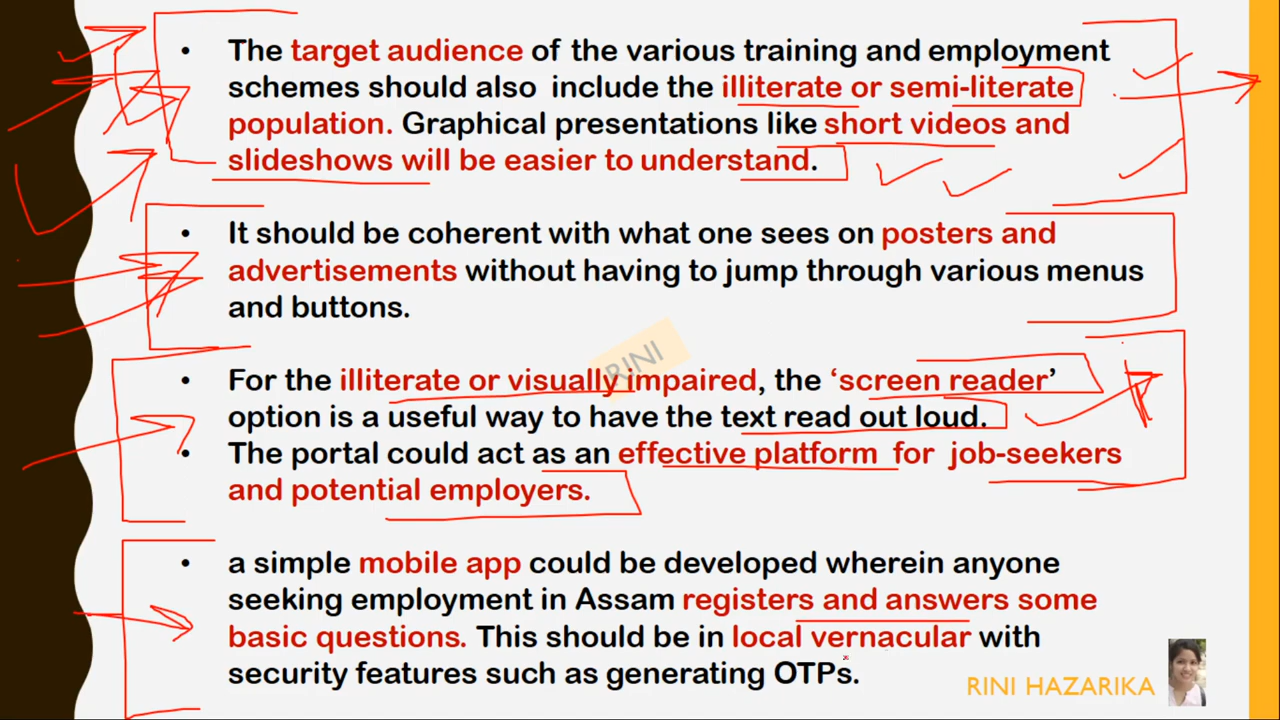 • The target audience of the various training and employment
schemes should also include the illiterate or semi-literate
population. Graphical presentations like short videos and
slideshows will be easier to understand.
• It should be coherent with what one sees on posters and
advertisements without having to jump through various menus
and buttons.
RINI
• For the illiterate or visually impaired, the ‘screen reader’
option is a useful way to have the text read out loud.
• The portal could act as an effective platform for job-seekers
and potential employers.
• a simple mobile app could be developed wherein anyone
seeking employment in Assam registers and answers some
basic questions. This should be in local vernacular with
security features such as generating OTPs.
RINI HAZARIKA